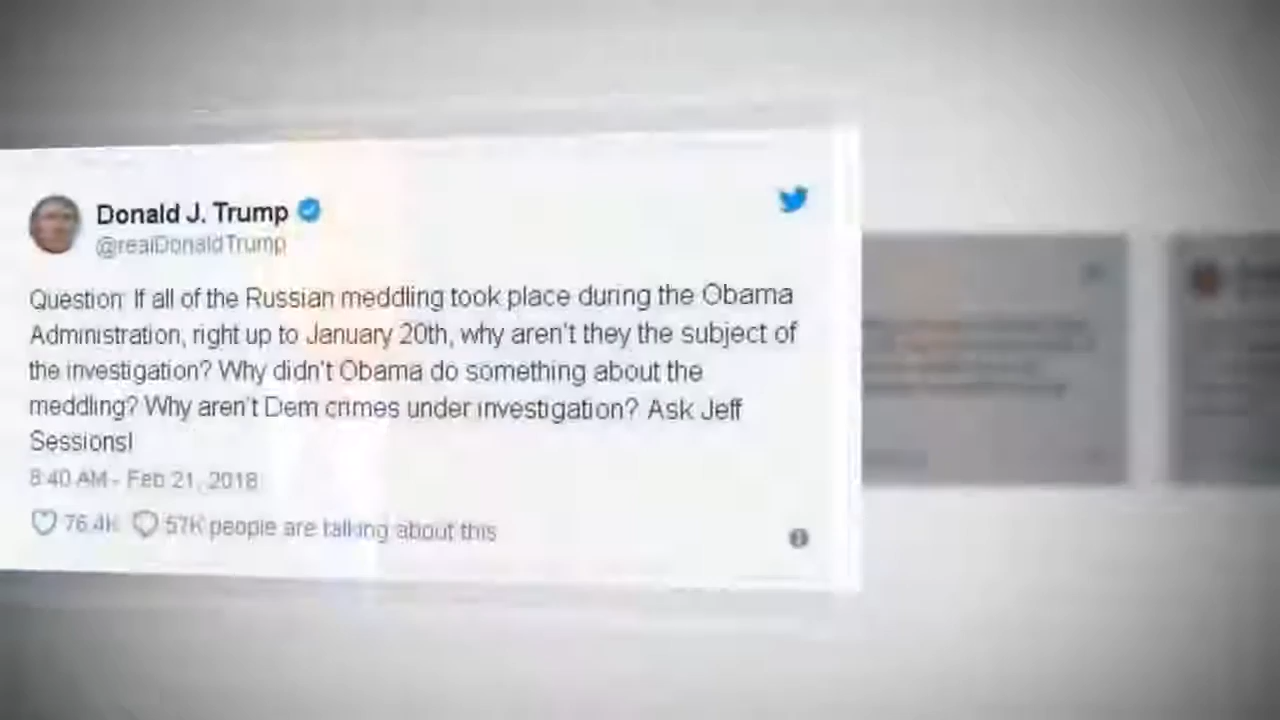 Donald J. Trump
@realDonaldTrump
Question: If all of the Russian meddling took place during the Obama
Administration, right up to January 20th, why aren't they the subject of
the investigation? Why didn't Obama do something about the
meddling? Why aren't Dem crimes under investigation? Ask Jeff
Sessions!
8:40 AM - Feb 21, 2018
76.4K 57K people are talking about this